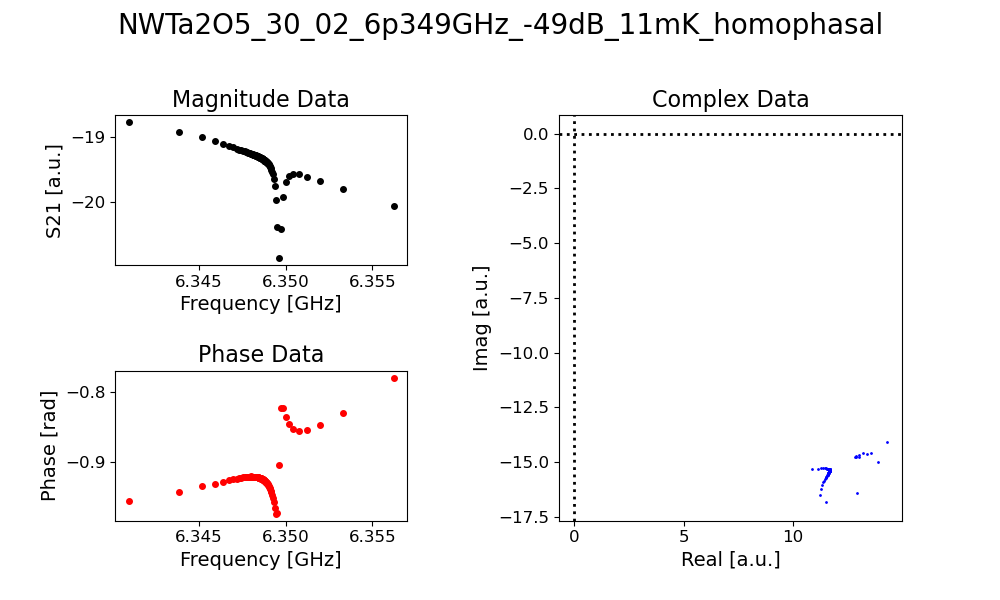 NWTa2O5_30_02_6p349GHz_-49dB_11mK_homophasal
Magnitude Data
S21 [a.u.]
−19
−20
6.345 6.350 6.355
Frequency [GHz]
Phase Data
Phase [rad]
−0.8
−0.9
6.345 6.350 6.355
Frequency [GHz]
Complex Data
Imag [a.u.]
0.0
−2.5
−5.0
−7.5
−10.0
−12.5
−15.0
−17.5
0 5 10
Real [a.u.]